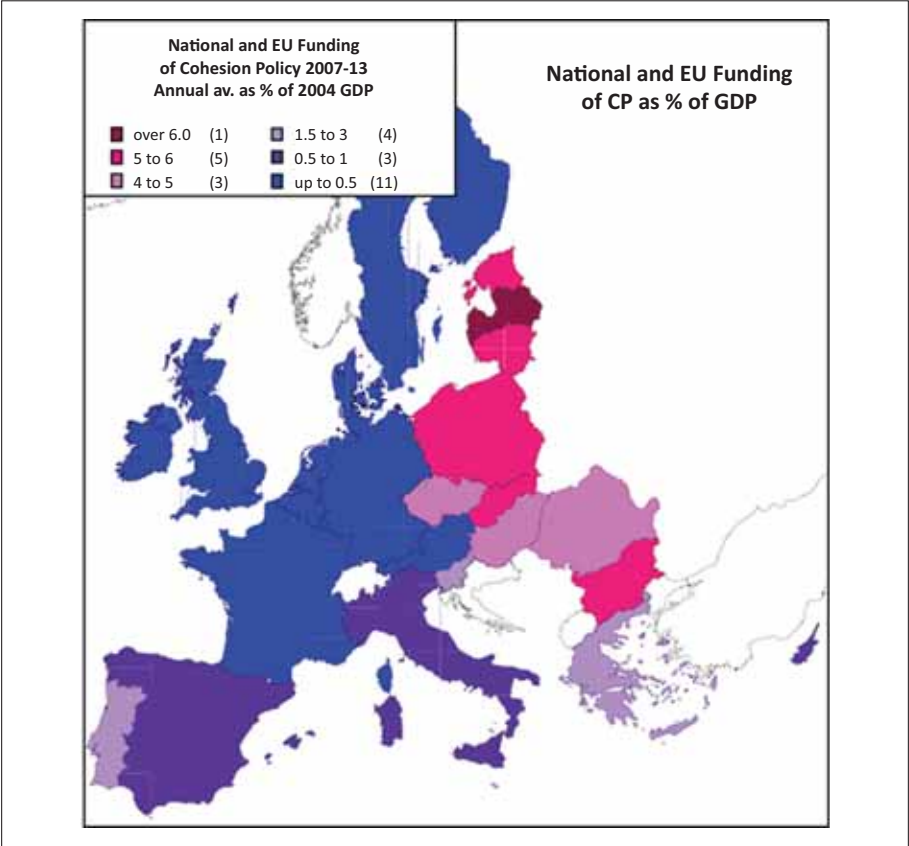 National and EU Funding
of Cohesion Policy 2007-13
Annual av. as % of 2004 GDP
over 6.0 (1)
5 to 6 (5)
4 to 5 (3)
1.5 to 3 (4)
0.5 to 1 (3)
up to 0.5 (11)
National and EU Funding
of CP as % of GDP